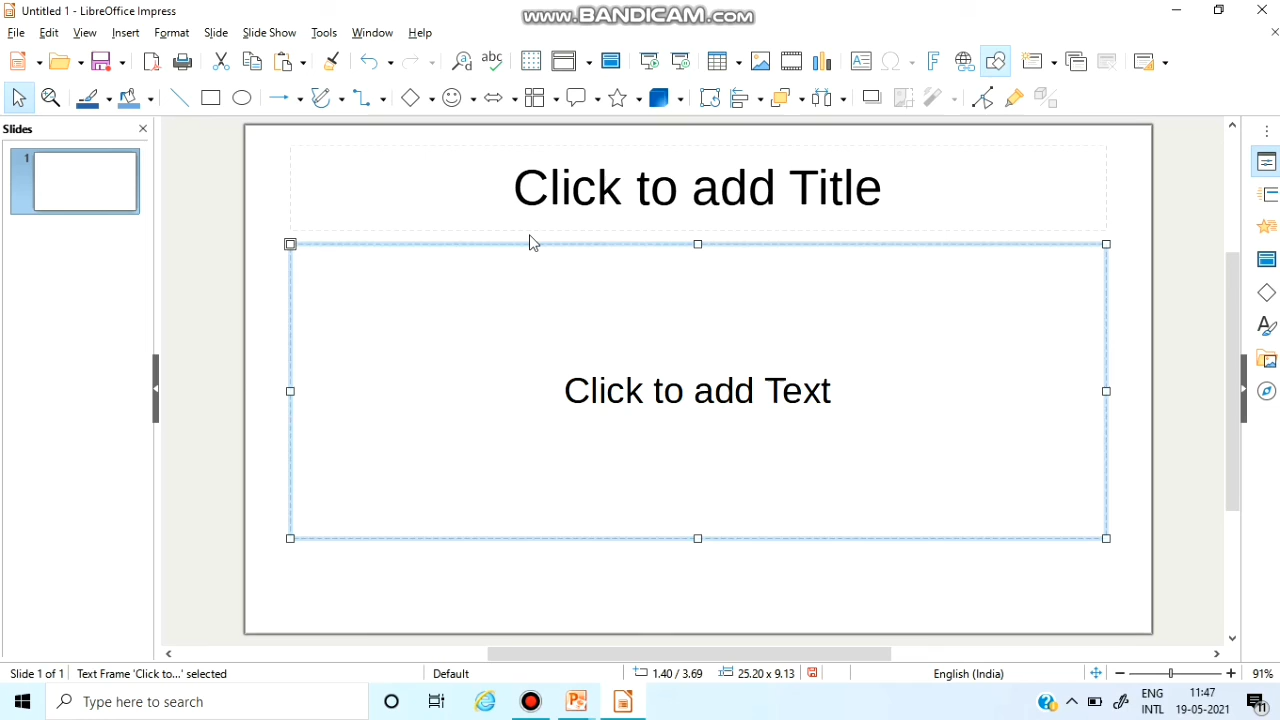 Untitled 1 - LibreOffice Impress
www.BANDICAM.com
File Edit View Insert Format Slide Slide Show Tools Window Help
abc
Slides
1
Click to add Title
Click to add Text
Slide 1 of 1 Text Frame 'Click to...' selected Default 1.40 / 3.69 25.20 x 9.13 English (India) 91%
Type here to search
ENG
INTL
11:47
19-05-2021
11